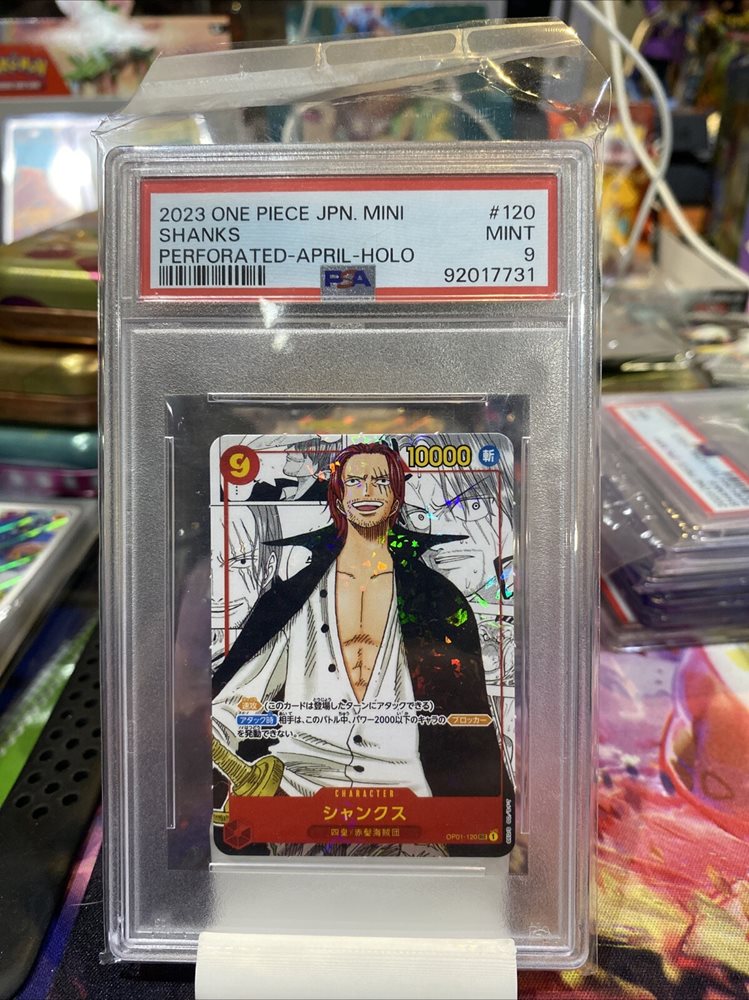 2023 ONE PIECE JPN. MINI #120
SHANKS MINT
PERFORATED-APRIL-HOLO 9
PSA 92017731
9 10000 斬
速攻 (このカードは登場したターンにアタックできる)
アタック時 相手は、このバトル中、パワー2000以下のキャラの ブロッカー
を発動できない。
CHARACTER
シャンクス
四皇/赤髪海賊団
OP01-120 SEC 1